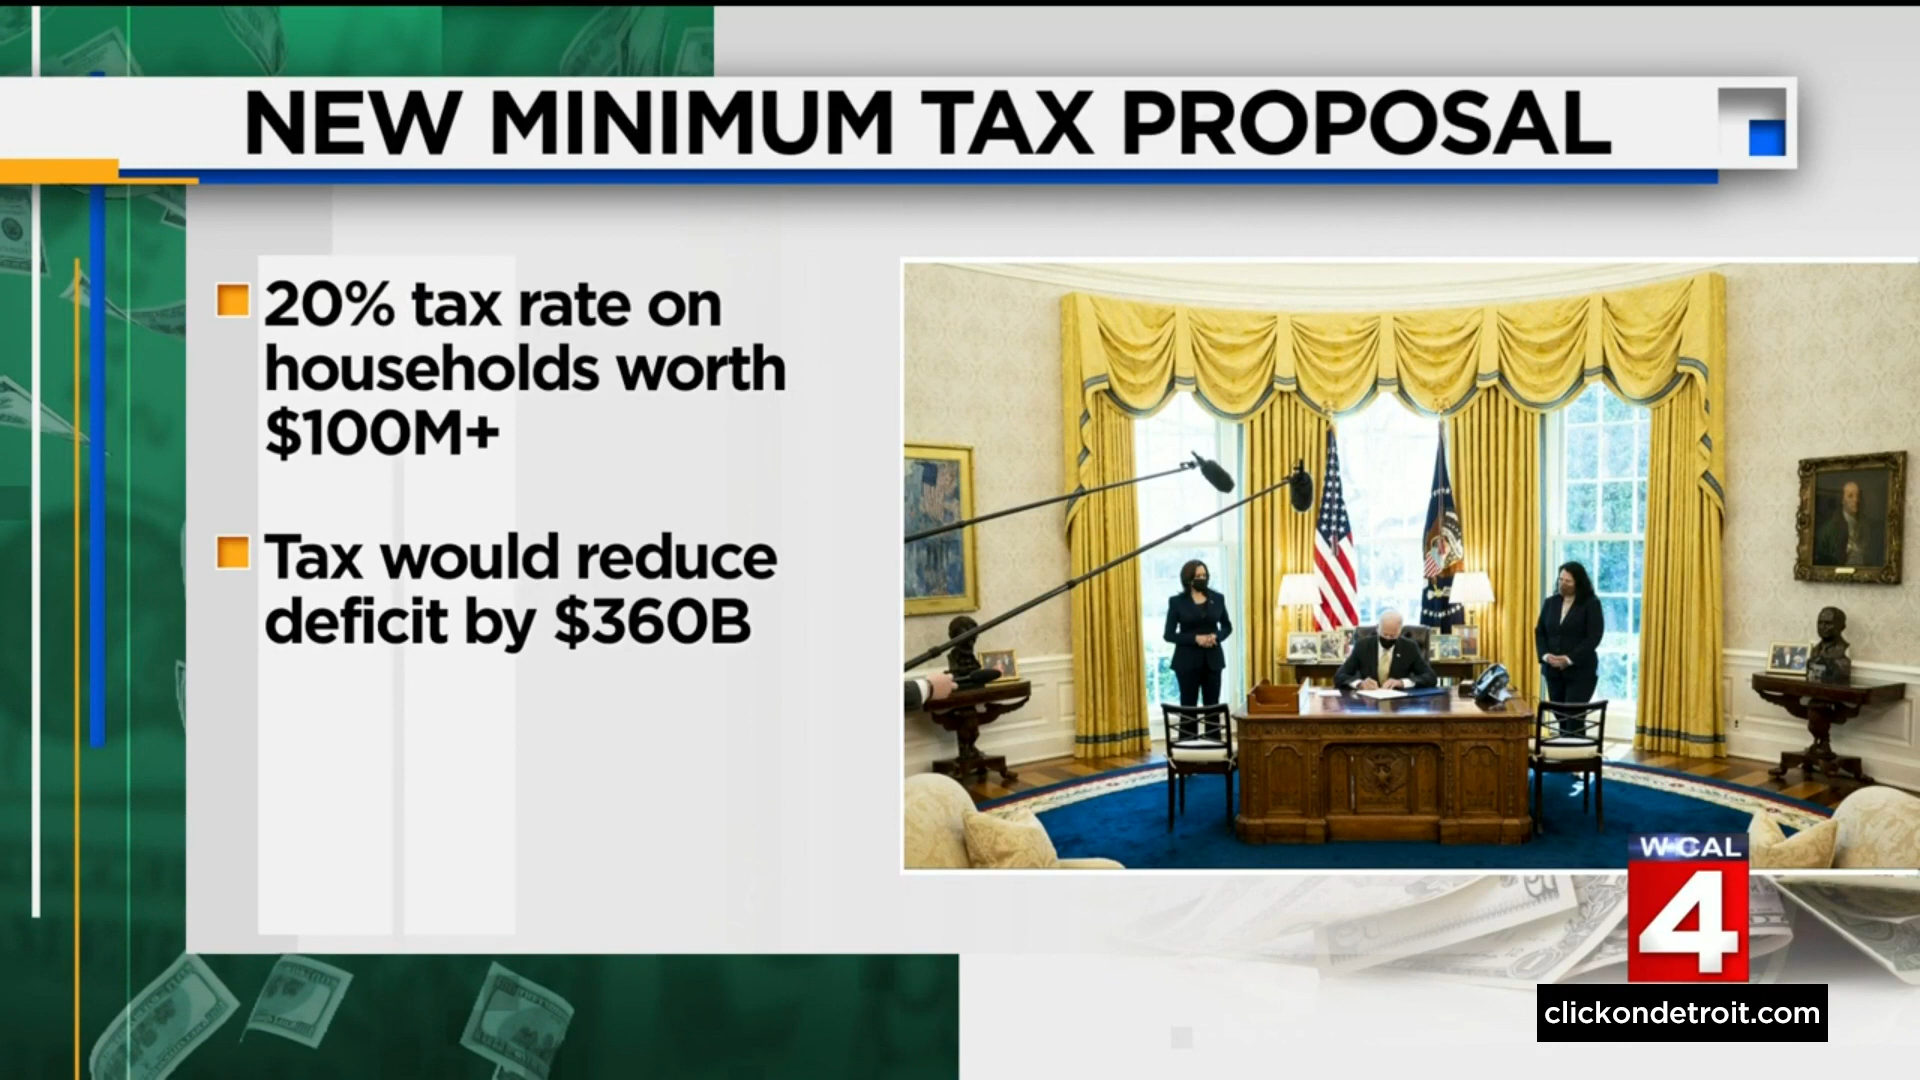 NEW MINIMUM TAX PROPOSAL
20% tax rate on
households worth
$100M+
Tax would reduce
deficit by $360B
CAL
4
clickondetroit.com